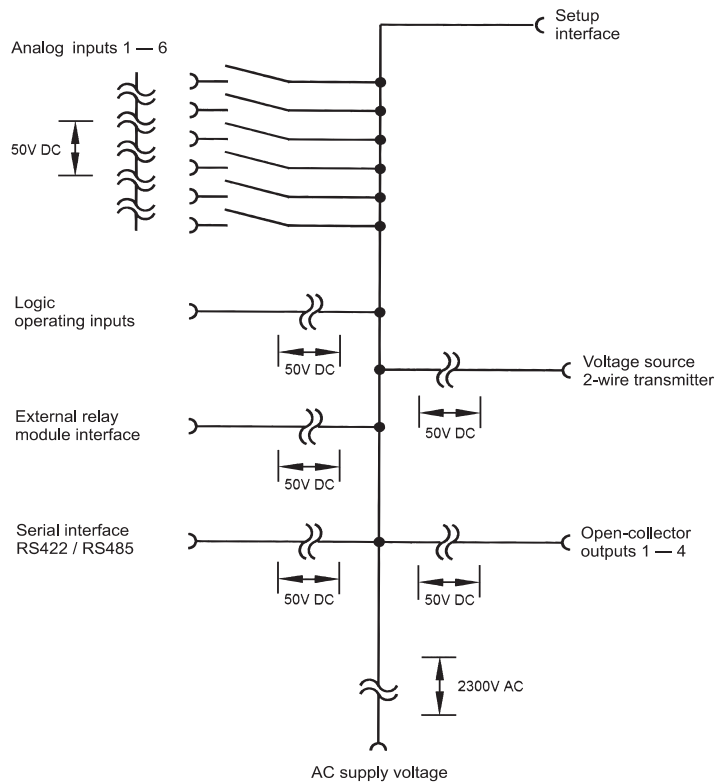 Setup
interface
Analog inputs 1 — 6
50V DC
Logic
operating inputs
50V DC
Voltage source
2-wire transmitter
50V DC
External relay
module interface
50V DC
Serial interface
RS422 / RS485
50V DC
Open-collector
outputs 1 — 4
50V DC
2300V AC
AC supply voltage